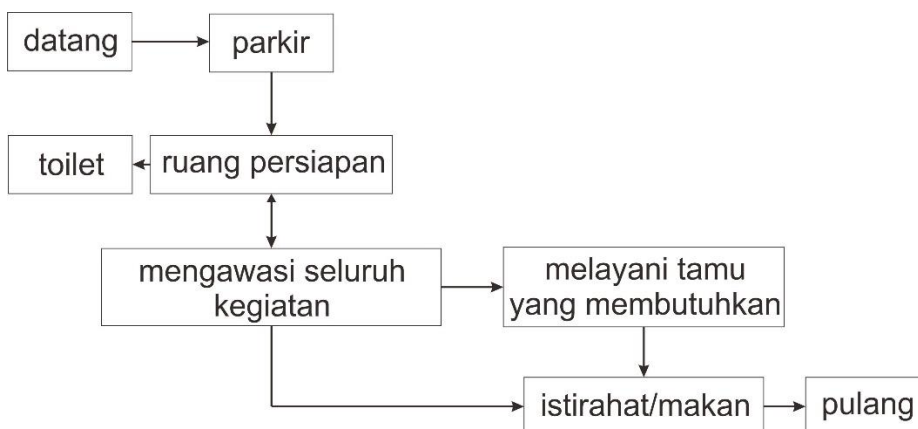 datang
parkir
toilet
ruang persiapan
mengawasi seluruh
kegiatan
melayani tamu
yang membutuhkan
istirahat/makan
pulang